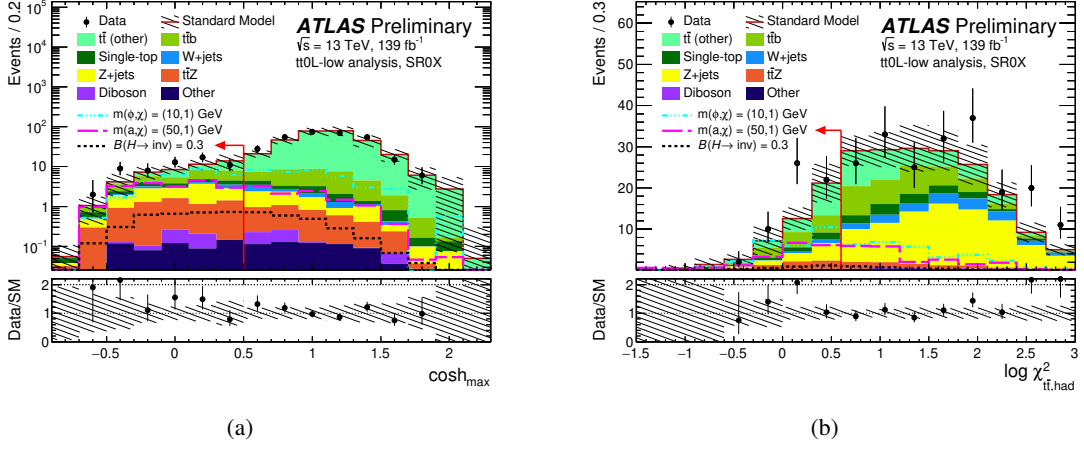 Events / 0.2
10⁵
10⁴
10³
10²
10
1
10⁻¹
Data
Standard Model
tt̄ (other)
tt̄b
Single-top
W+jets
Z+jets
tt̄Z
Diboson
Other
m(ϕ,χ) = (10,1) GeV
m(a,χ) = (50,1) GeV
B(H→ inv) = 0.3
ATLAS Preliminary
√s = 13 TeV, 139 fb⁻¹
tt0L-low analysis, SR0X
Data/SM
2
1
0
−0.5 0 0.5 1 1.5 2
cosh_max
(a)
Events / 0.3
60
50
40
30
20
10
Data
Standard Model
tt̄ (other)
tt̄b
Single-top
W+jets
Z+jets
tt̄Z
Diboson
Other
m(ϕ,χ) = (10,1) GeV
m(a,χ) = (50,1) GeV
B(H→ inv) = 0.3
ATLAS Preliminary
√s = 13 TeV, 139 fb⁻¹
tt0L-low analysis, SR0X
Data/SM
2
1
0
−1.5 −1 −0.5 0 0.5 1 1.5 2 2.5 3
log χ²_tt̄,had
(b)